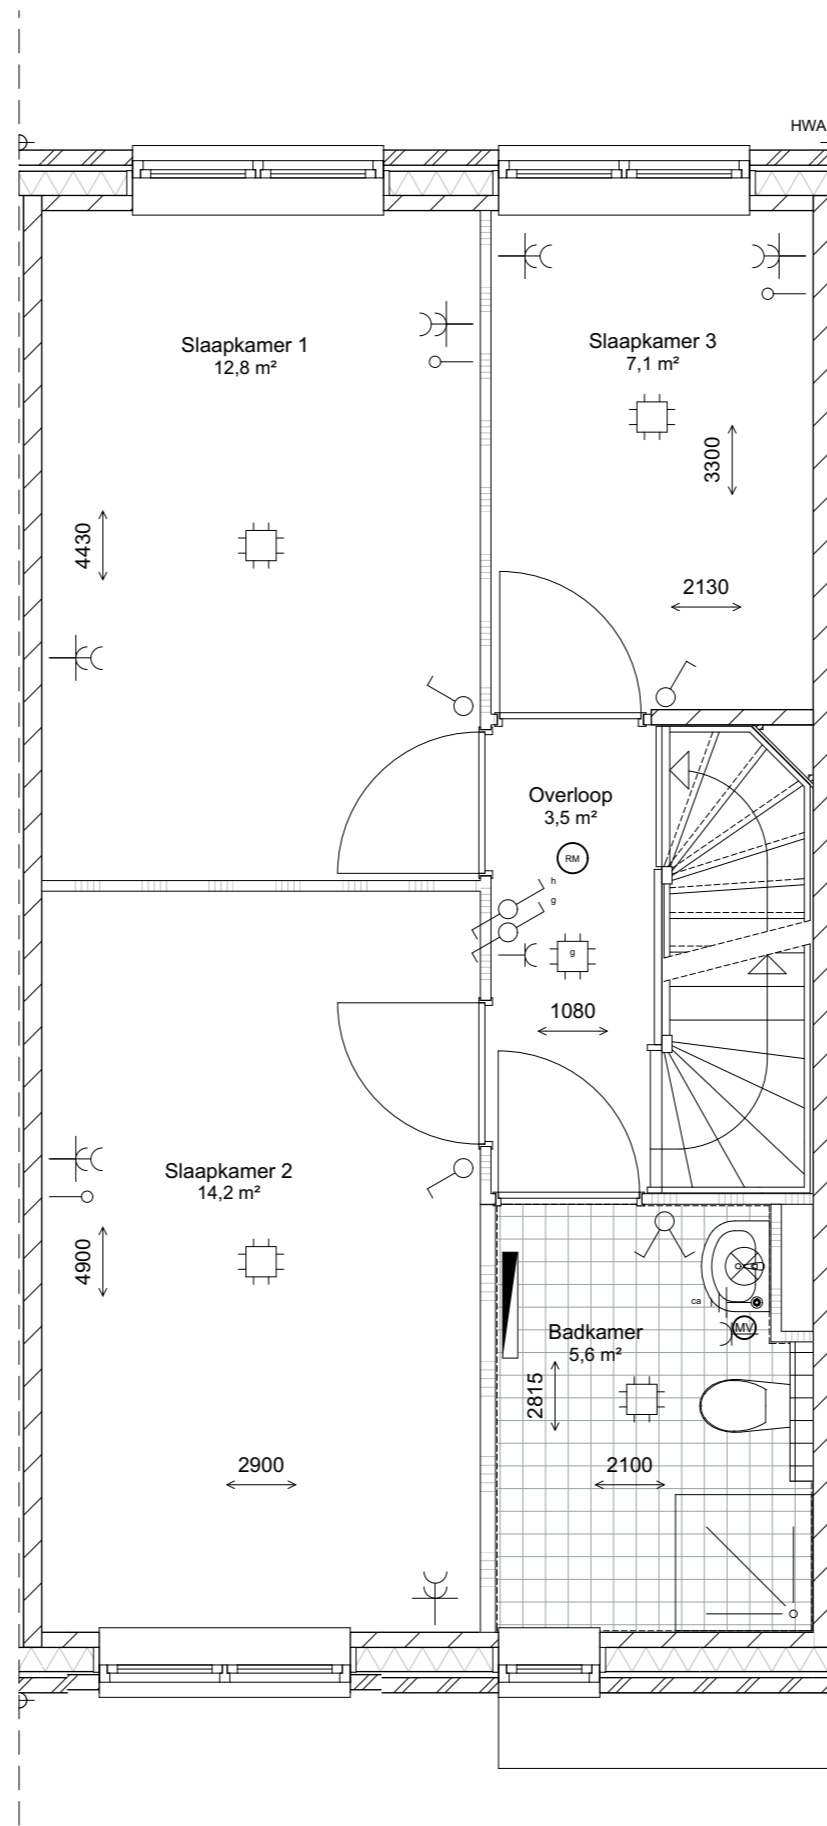 HWA
Slaapkamer 1
12,8 m²
Slaapkamer 3
7,1 m²
3300
4430
2130
Overloop
3,5 m²
RM
h
g
g
1080
Slaapkamer 2
14,2 m²
4900
ca
MV
Badkamer
5,6 m²
2815
2900
2100